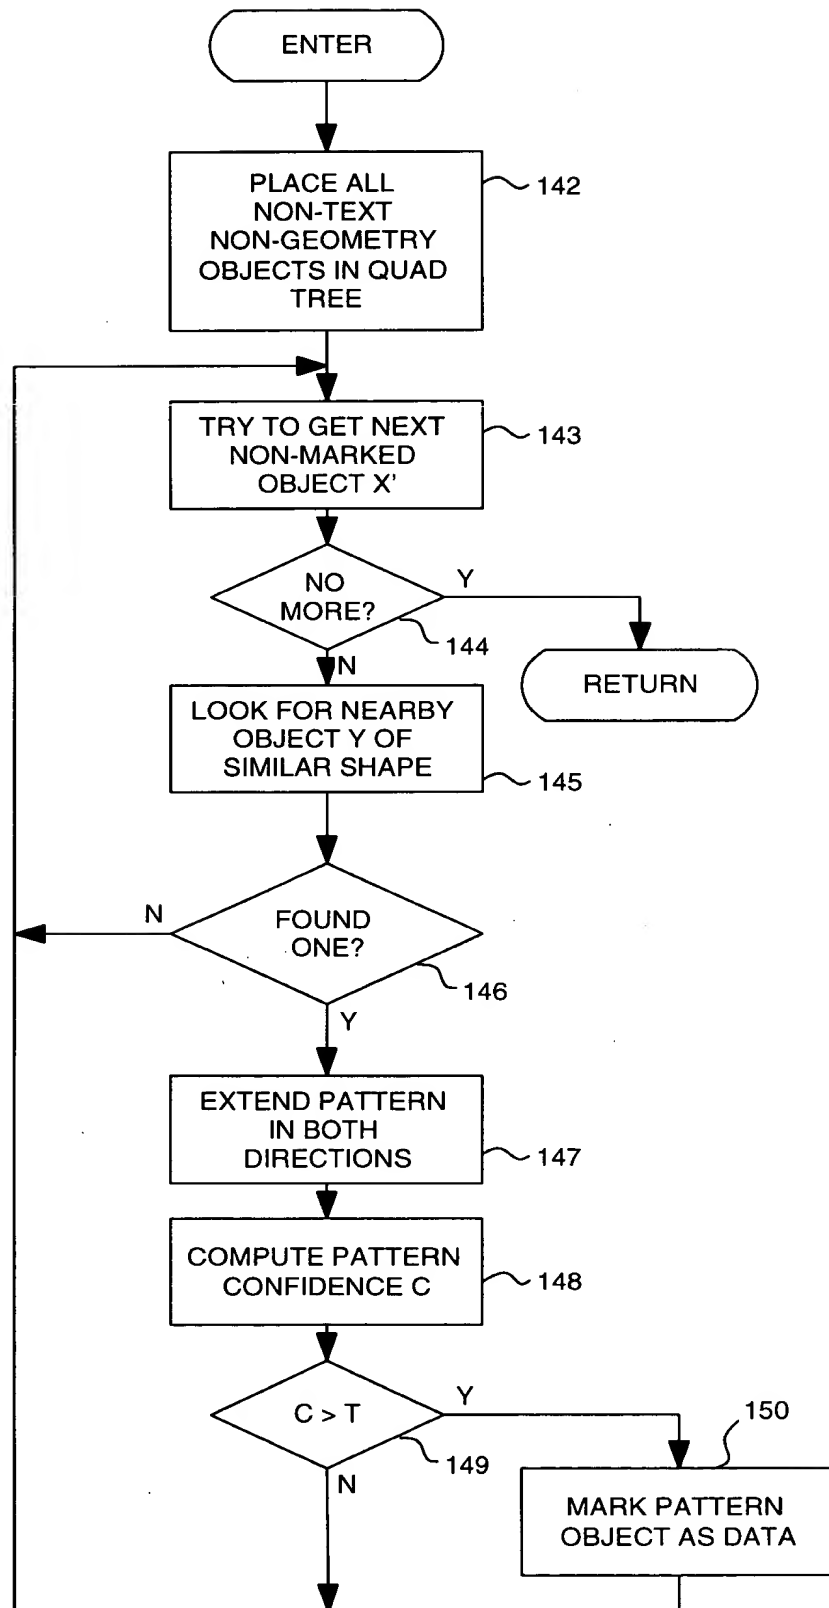 ENTER
PLACE ALL
NON-TEXT
NON-GEOMETRY
OBJECTS IN QUAD
TREE
142
TRY TO GET NEXT
NON-MARKED
OBJECT X'
143
NO
MORE?
Y
144
N
RETURN
LOOK FOR NEARBY
OBJECT Y OF
SIMILAR SHAPE
145
N
FOUND
ONE?
146
Y
EXTEND PATTERN
IN BOTH
DIRECTIONS
147
COMPUTE PATTERN
CONFIDENCE C
148
C > T
Y
149
N
150
MARK PATTERN
OBJECT AS DATA